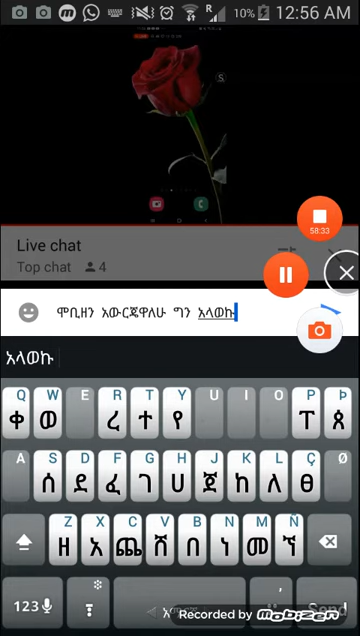 R
10% 12:56 AM
S
58:33
Live chat
Top chat 4
ሞቢዘን አውርጄዋለሁ ግን አላወኩ
አላወኩ
Q W E R T Y U I O P Þ
ቀ ወ ረ ተ የ ፐ ጰ
A S D F G H J K L Ç Ø
ሰ ደ ፈ ገ ሀ ጀ ከ ለ ፀ
Z X C V B N M Ñ
ዘ አ ጨ ሸ በ ነ መ ኘ
123 Send
Recorded by mobizen